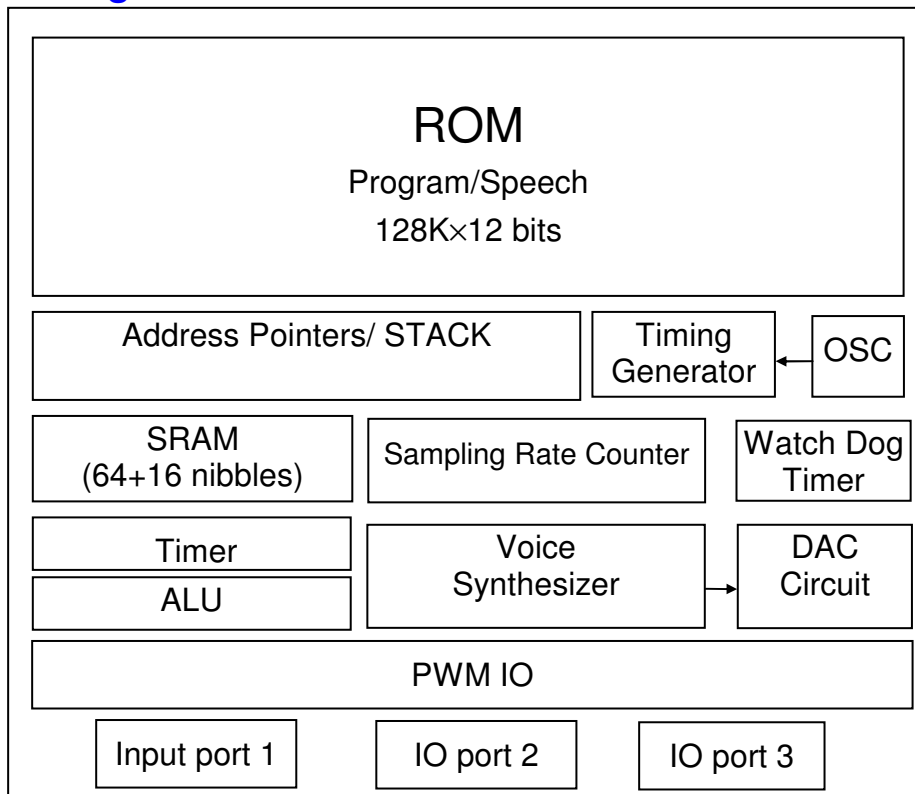 ROM
Program/Speech
128K×12 bits
Address Pointers/ STACK
Timing
Generator
OSC
SRAM
(64+16 nibbles)
Sampling Rate Counter
Watch Dog
Timer
Timer
ALU
Voice
Synthesizer
DAC
Circuit
PWM IO
Input port 1
IO port 2
IO port 3